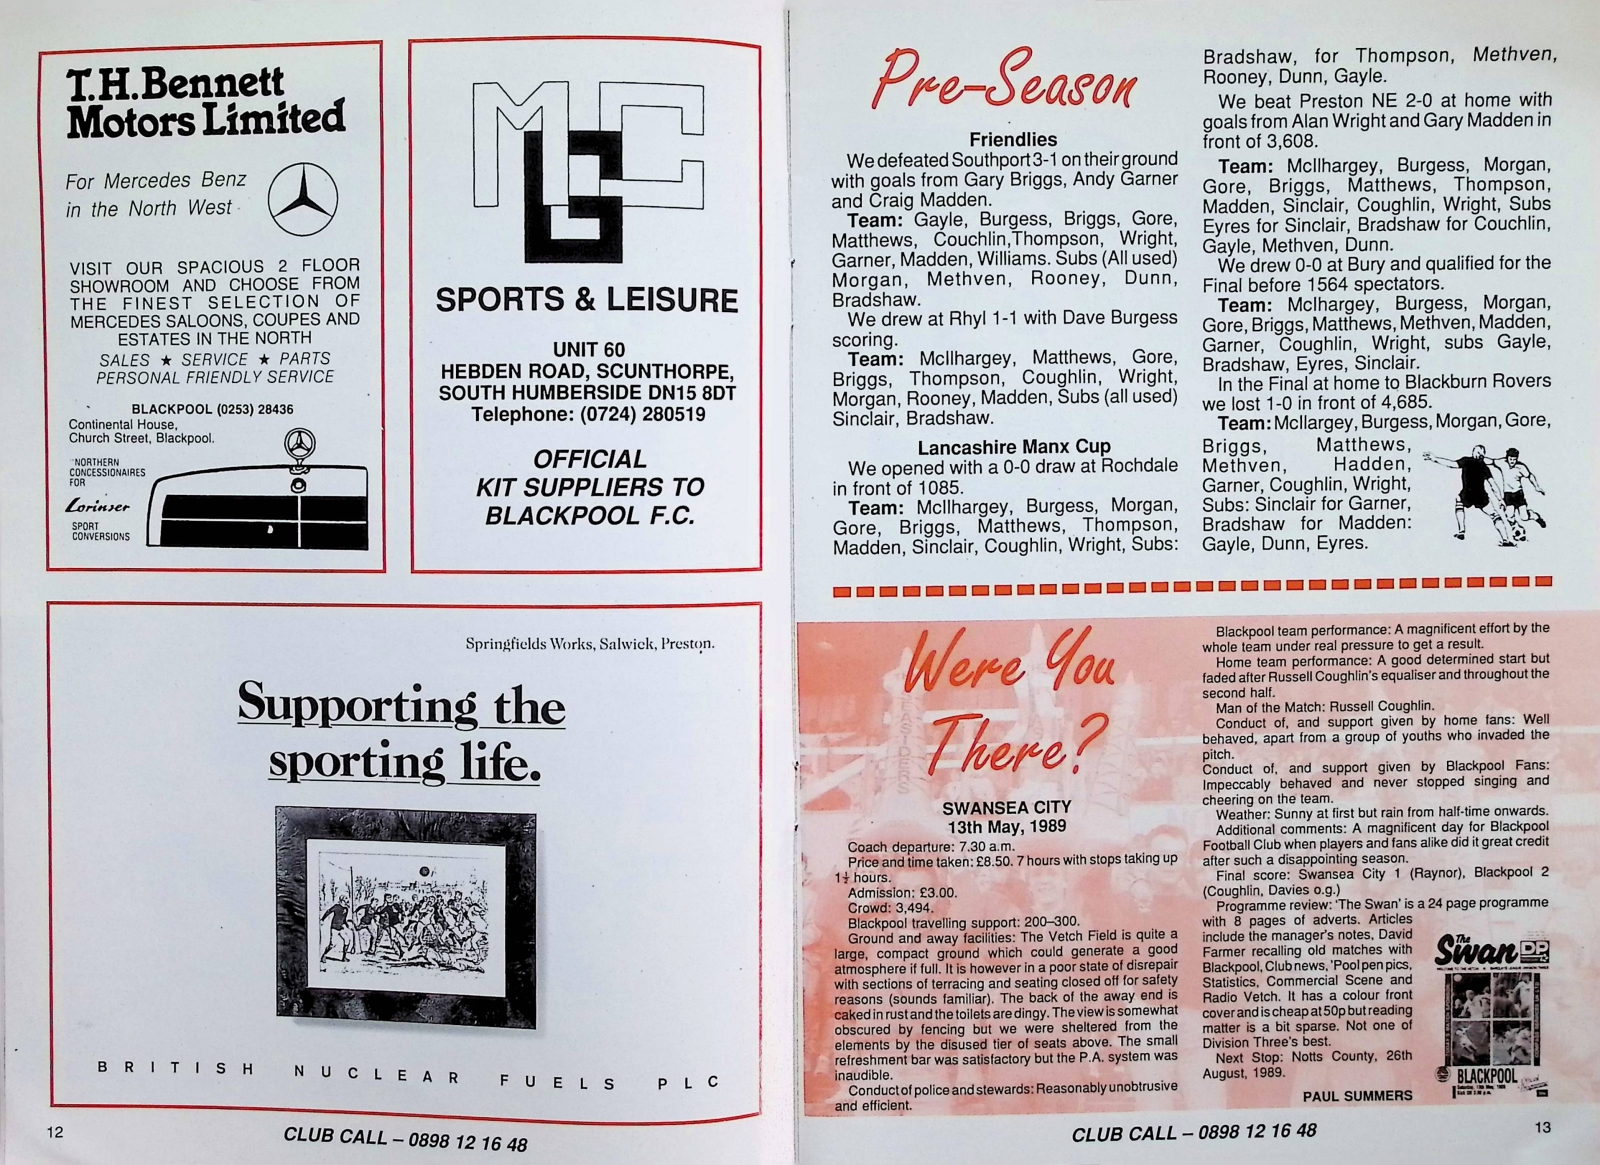 T.H.Bennett
Motors Limited
For Mercedes Benz
in the North West
VISIT OUR SPACIOUS 2 FLOOR
SHOWROOM AND CHOOSE FROM
THE FINEST SELECTION OF
MERCEDES SALOONS, COUPES AND
ESTATES IN THE NORTH
SALES ★ SERVICE ★ PARTS
PERSONAL FRIENDLY SERVICE
BLACKPOOL (0253) 28436
Continental House,
Church Street, Blackpool.
NORTHERN
CONCESSIONAIRES
FOR
Lorinser
SPORT
CONVERSIONS
MGC
SPORTS & LEISURE
UNIT 60
HEBDEN ROAD, SCUNTHORPE,
SOUTH HUMBERSIDE DN15 8DT
Telephone: (0724) 280519
OFFICIAL
KIT SUPPLIERS TO
BLACKPOOL F.C.
Springfields Works, Salwick, Preston.
Supporting the
sporting life.
BRITISH NUCLEAR FUELS PLC
12
CLUB CALL – 0898 12 16 48
Pre-Season
Friendlies
We defeated Southport 3-1 on their ground
with goals from Gary Briggs, Andy Garner
and Craig Madden.
Team: Gayle, Burgess, Briggs, Gore,
Matthews, Couchlin, Thompson, Wright,
Garner, Madden, Williams. Subs (All used)
Morgan, Methven, Rooney, Dunn,
Bradshaw.
We drew at Rhyl 1-1 with Dave Burgess
scoring.
Team: McIlhargey, Matthews, Gore,
Briggs, Thompson, Coughlin, Wright,
Morgan, Rooney, Madden, Subs (all used)
Sinclair, Bradshaw.
Lancashire Manx Cup
We opened with a 0-0 draw at Rochdale
in front of 1085.
Team: McIlhargey, Burgess, Morgan,
Gore, Briggs, Matthews, Thompson,
Madden, Sinclair, Coughlin, Wright, Subs:
Bradshaw, for Thompson, Methven,
Rooney, Dunn, Gayle.
We beat Preston NE 2-0 at home with
goals from Alan Wright and Gary Madden in
front of 3,608.
Team: McIlhargey, Burgess, Morgan,
Gore, Briggs, Matthews, Thompson,
Madden, Sinclair, Coughlin, Wright, Subs
Eyres for Sinclair, Bradshaw for Couchlin,
Gayle, Methven, Dunn.
We drew 0-0 at Bury and qualified for the
Final before 1564 spectators.
Team: McIhargey, Burgess, Morgan,
Gore, Briggs, Matthews, Methven, Madden,
Garner, Coughlin, Wright, subs Gayle,
Bradshaw, Eyres, Sinclair.
In the Final at home to Blackburn Rovers
we lost 1-0 in front of 4,685.
Team: McIlargey, Burgess, Morgan, Gore,
Briggs, Matthews,
Methven, Hadden,
Garner, Coughlin, Wright,
Subs: Sinclair for Garner,
Bradshaw for Madden:
Gayle, Dunn, Eyres.
Were You
There?
SWANSEA CITY
13th May, 1989
Coach departure: 7.30 a.m.
Price and time taken: £8.50. 7 hours with stops taking up
1½ hours.
Admission: £3.00.
Crowd: 3,494.
Blackpool travelling support: 200–300.
Ground and away facilities: The Vetch Field is quite a
large, compact ground which could generate a good
atmosphere if full. It is however in a poor state of disrepair
with sections of terracing and seating closed off for safety
reasons (sounds familiar). The back of the away end is
caked in rust and the toilets are dingy. The view is somewhat
obscured by fencing but we were sheltered from the
elements by the disused tier of seats above. The small
refreshment bar was satisfactory but the P.A. system was
inaudible.
Conduct of police and stewards: Reasonably unobtrusive
and efficient.
Blackpool team performance: A magnificent effort by the
whole team under real pressure to get a result.
Home team performance: A good determined start but
faded after Russell Coughlin's equaliser and throughout the
second half.
Man of the Match: Russell Coughlin.
Conduct of, and support given by home fans: Well
behaved, apart from a group of youths who invaded the
pitch.
Conduct of, and support given by Blackpool Fans:
Impeccably behaved and never stopped singing and
cheering on the team.
Weather: Sunny at first but rain from half-time onwards.
Additional comments: A magnificent day for Blackpool
Football Club when players and fans alike did it great credit
after such a disappointing season.
Final score: Swansea City 1 (Raynor), Blackpool 2
(Coughlin, Davies o.g.)
Programme review: 'The Swan' is a 24 page programme
with 8 pages of adverts. Articles
include the manager's notes, David
Farmer recalling old matches with
Blackpool, Club news, 'Pool pen pics,
Statistics, Commercial Scene and
Radio Vetch. It has a colour front
cover and is cheap at 50p but reading
matter is a bit sparse. Not one of
Division Three's best.
Next Stop: Notts County, 26th
August, 1989.
PAUL SUMMERS
The
Swan
DP
BLACKPOOL
CLUB CALL – 0898 12 16 48
13